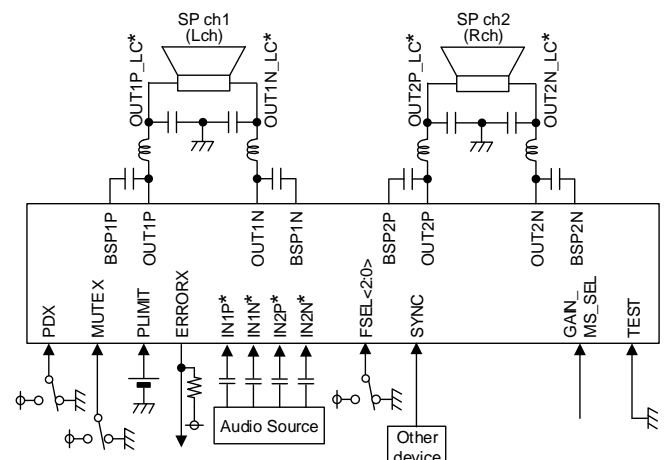 SP ch1
(Lch)
SP ch2
(Rch)
OUT1P_LC*
OUT1N_LC*
OUT2P_LC*
OUT2N_LC*
BSP1P
OUT1P
OUT1N
BSP1N
BSP2P
OUT2P
OUT2N
BSP2N
PDX
MUTEX
PLIMIT
ERRORX
IN1P*
IN1N*
IN2P*
IN2N*
FSEL<2:0>
SYNC
GAIN_
MS_SEL
TEST
Audio Source
Other
device